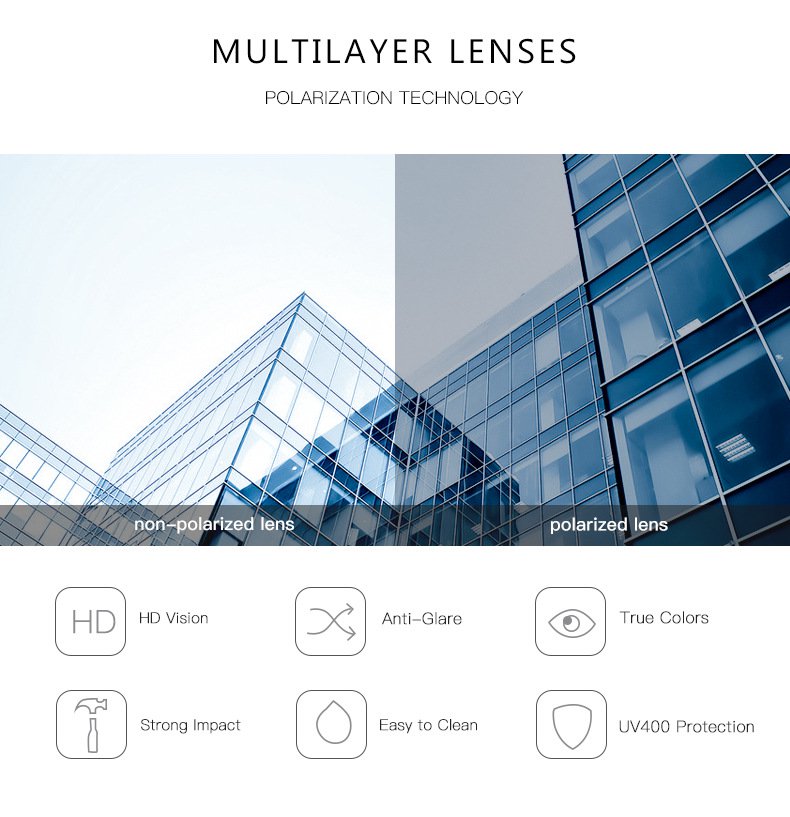 MULTILAYER LENSES
POLARIZATION TECHNOLOGY
non-polarized lens
polarized lens
HD
HD Vision
Anti-Glare
True Colors
Strong Impact
Easy to Clean
UV400 Protection